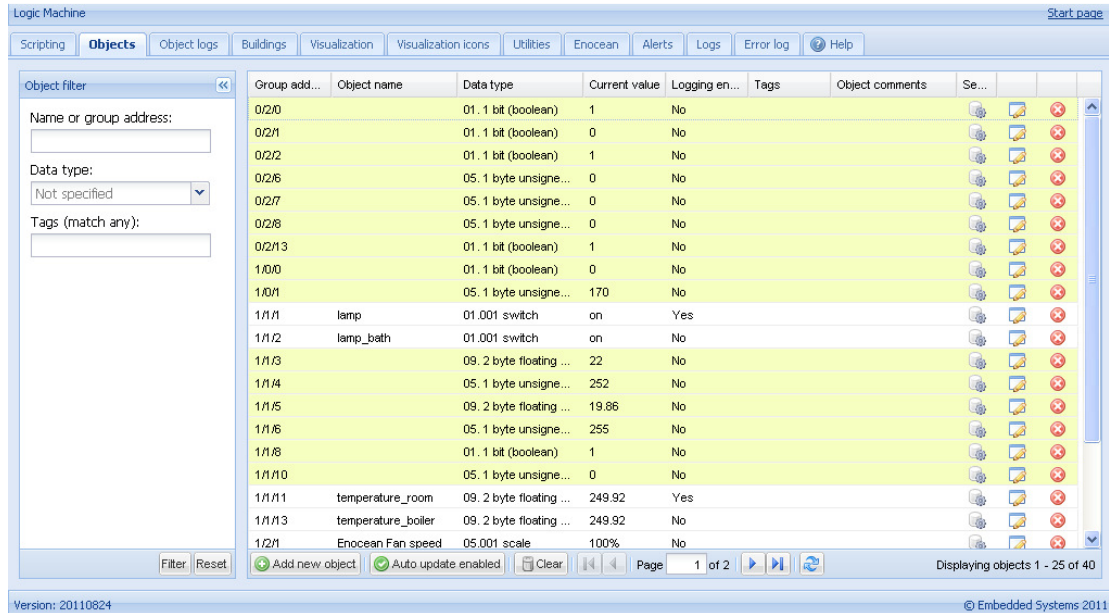 Logic Machine Start page
Scripting Objects Object logs Buildings Visualization Visualization icons Utilities Enocean Alerts Logs Error log Help
Object filter
Name or group address:
Data type:
Not specified
Tags (match any):
Filter Reset
Group add... Object name Data type Current value Logging en... Tags Object comments Se...
0/2/0 01. 1 bit (boolean) 1 No
0/2/1 01. 1 bit (boolean) 0 No
0/2/2 01. 1 bit (boolean) 1 No
0/2/6 05. 1 byte unsigne... 0 No
0/2/7 05. 1 byte unsigne... 0 No
0/2/8 05. 1 byte unsigne... 0 No
0/2/13 01. 1 bit (boolean) 1 No
1/0/0 01. 1 bit (boolean) 0 No
1/0/1 05. 1 byte unsigne... 170 No
1/1/1 lamp 01.001 switch on Yes
1/1/2 lamp_bath 01.001 switch on No
1/1/3 09. 2 byte floating ... 22 No
1/1/4 05. 1 byte unsigne... 252 No
1/1/5 09. 2 byte floating ... 19.86 No
1/1/6 05. 1 byte unsigne... 255 No
1/1/8 01. 1 bit (boolean) 1 No
1/1/10 05. 1 byte unsigne... 0 No
1/1/11 temperature_room 09. 2 byte floating ... 249.92 Yes
1/1/13 temperature_boiler 09. 2 byte floating ... 249.92 No
1/2/1 Enocean Fan speed 05.001 scale 100% No
Add new object Auto update enabled Clear Page 1 of 2 Displaying objects 1 - 25 of 40
Version: 20110824 © Embedded Systems 2011